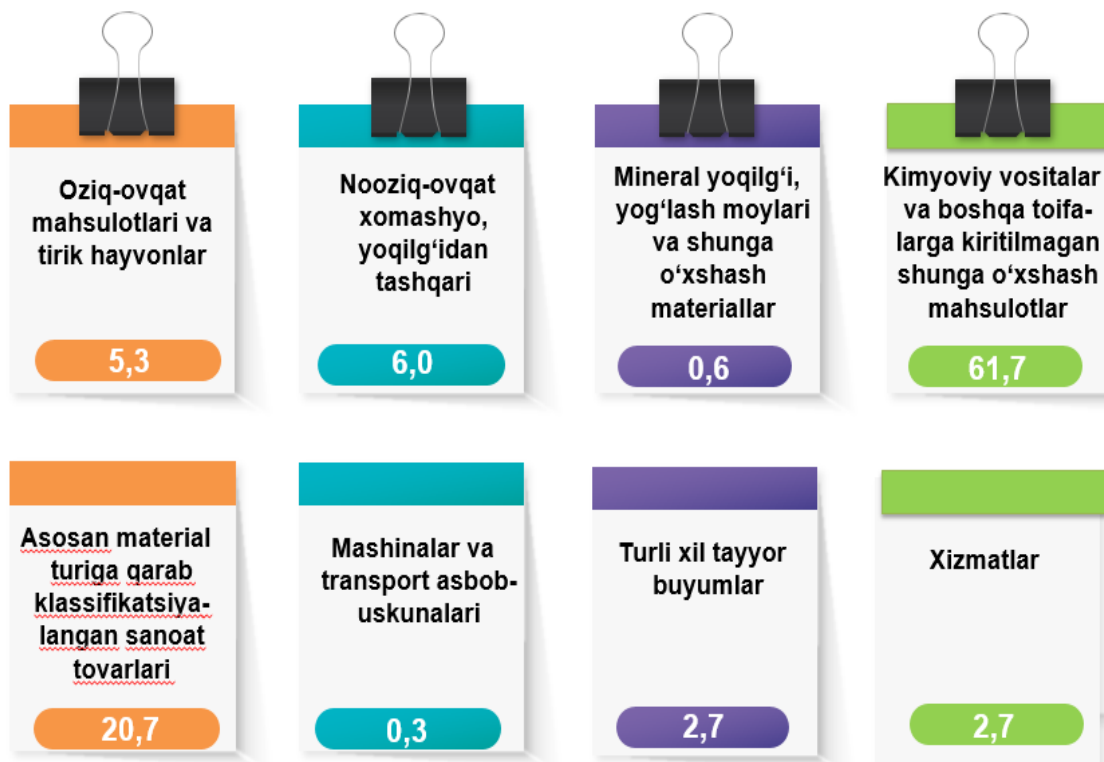 Oziq-ovqat
mahsulotlari va
tirik hayvonlar
5,3
Nooziq-ovqat
xomashyo,
yoqilg‘idan
tashqari
6,0
Mineral yoqilg‘i,
yog‘lash moylari
va shunga
o‘xshash
materiallar
0,6
Kimyoviy vositalar
va boshqa toifa-
larga kiritilmagan
shunga o‘xshash
mahsulotlar
61,7
Asosan material
turiga qarab
klassifikatsiya-
langan sanoat
tovarlari
20,7
Mashinalar va
transport asbob-
uskunalari
0,3
Turli xil tayyor
buyumlar
2,7
Xizmatlar
2,7